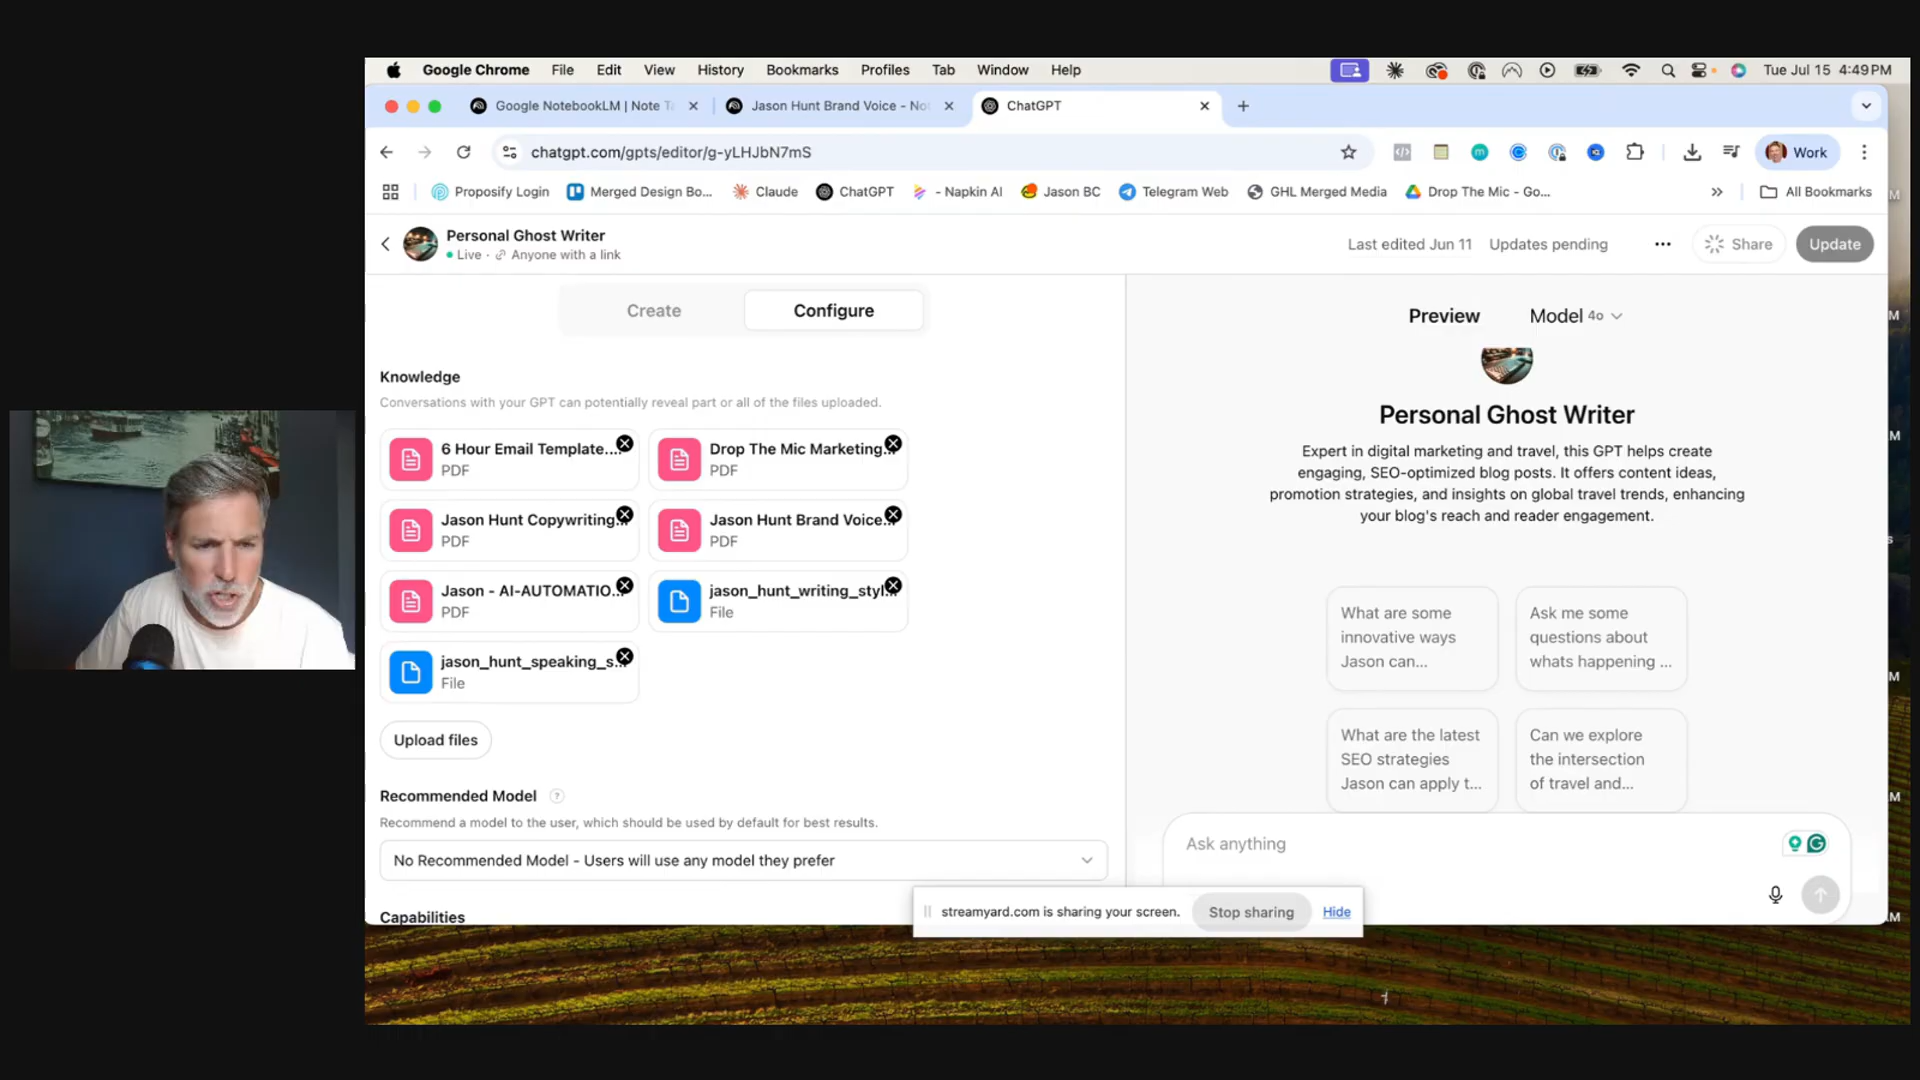 Google Chrome File Edit View History Bookmarks Profiles Tab Window Help Tue Jul 15 4:49 PM
Google NotebookLM | Note Ta
Jason Hunt Brand Voice - Not
ChatGPT
chatgpt.com/gpts/editor/g-yLHJbN7mS
Work
Proposify Login Merged Design Bo... Claude ChatGPT - Napkin AI Jason BC Telegram Web GHL Merged Media Drop The Mic - Go... » All Bookmarks
Personal Ghost Writer
Live · Anyone with a link
Last edited Jun 11 Updates pending ... Share Update
Create Configure
Knowledge
Conversations with your GPT can potentially reveal part or all of the files uploaded.
6 Hour Email Template...
PDF
Drop The Mic Marketing...
PDF
Jason Hunt Copywriting...
PDF
Jason Hunt Brand Voice...
PDF
Jason - AI-AUTOMATIO...
PDF
jason_hunt_writing_styl...
File
jason_hunt_speaking_s...
File
Upload files
Recommended Model ?
Recommend a model to the user, which should be used by default for best results.
No Recommended Model - Users will use any model they prefer
Capabilities
Preview Model 4o
Personal Ghost Writer
Expert in digital marketing and travel, this GPT helps create
engaging, SEO-optimized blog posts. It offers content ideas,
promotion strategies, and insights on global travel trends, enhancing
your blog's reach and reader engagement.
What are some
innovative ways
Jason can...
Ask me some
questions about
whats happening ...
What are the latest
SEO strategies
Jason can apply t...
Can we explore
the intersection
of travel and...
Ask anything
streamyard.com is sharing your screen. Stop sharing Hide